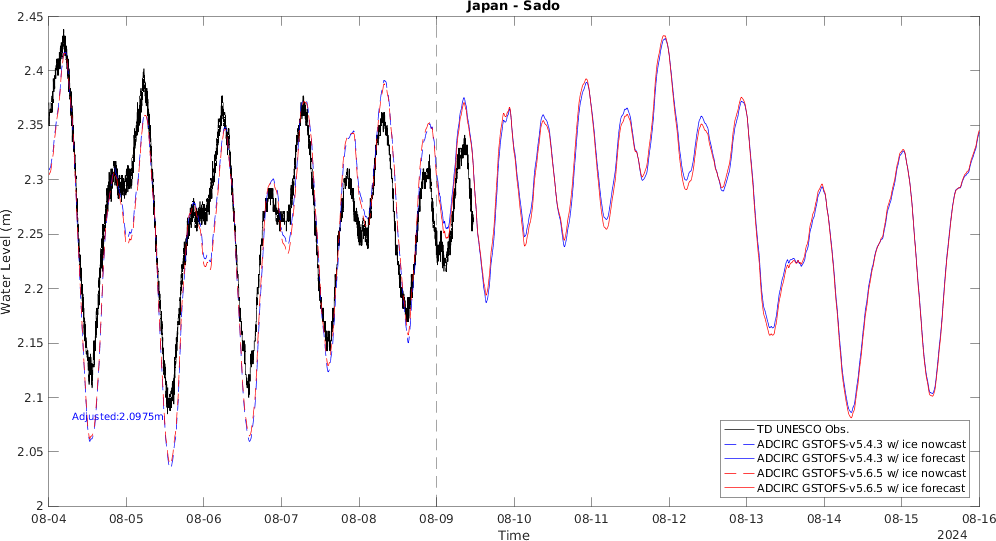 Japan - Sado
2.45
2.4
2.35
2.3
2.25
2.2
2.15
2.1
2.05
2
Water Level (m)
Adjusted:2.0975m
TD UNESCO Obs.
ADCIRC GSTOFS-v5.4.3 w/ ice nowcast
ADCIRC GSTOFS-v5.4.3 w/ ice forecast
ADCIRC GSTOFS-v5.6.5 w/ ice nowcast
ADCIRC GSTOFS-v5.6.5 w/ ice forecast
08-04 08-05 08-06 08-07 08-08 08-09 08-10 08-11 08-12 08-13 08-14 08-15 08-16
Time
2024